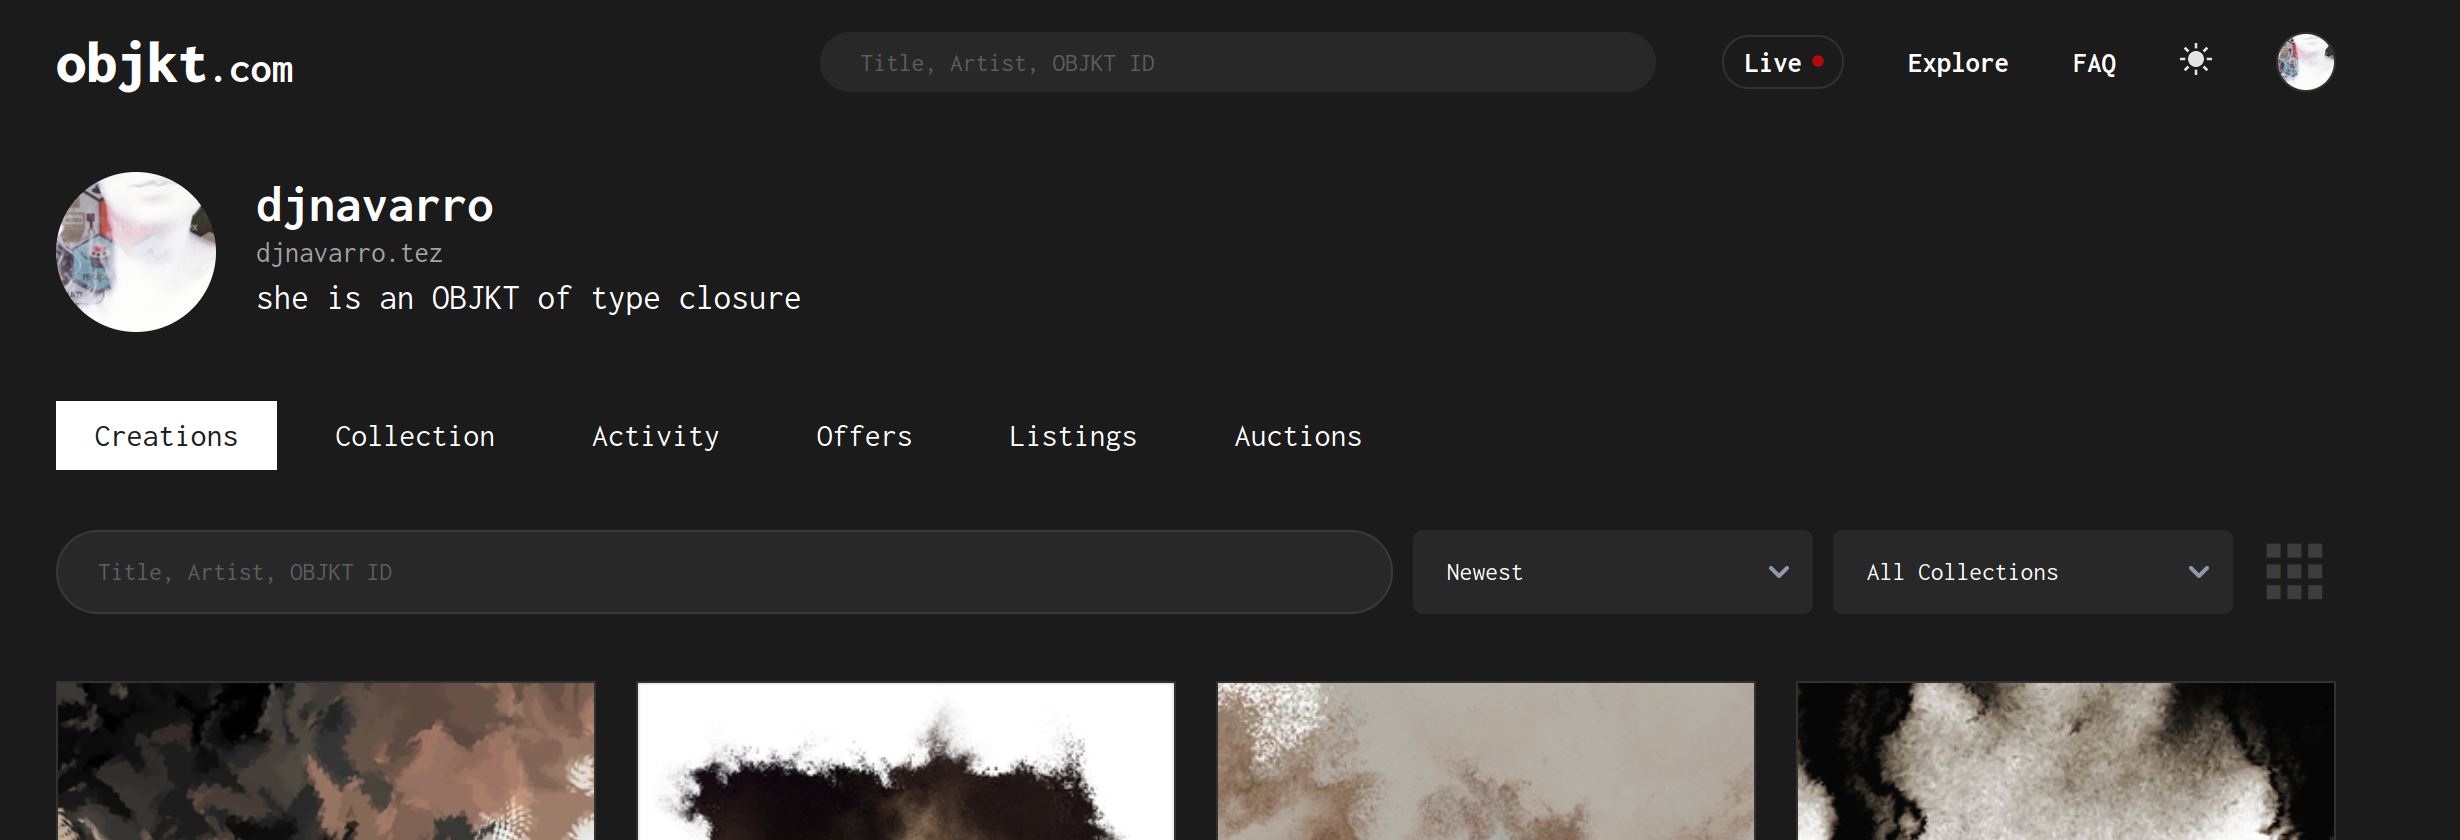 objkt.com
Title, Artist, OBJKT ID
Live
Explore
FAQ
djnavarro
djnavarro.tez
she is an OBJKT of type closure
Creations
Collection
Activity
Offers
Listings
Auctions
Title, Artist, OBJKT ID
Newest
All Collections